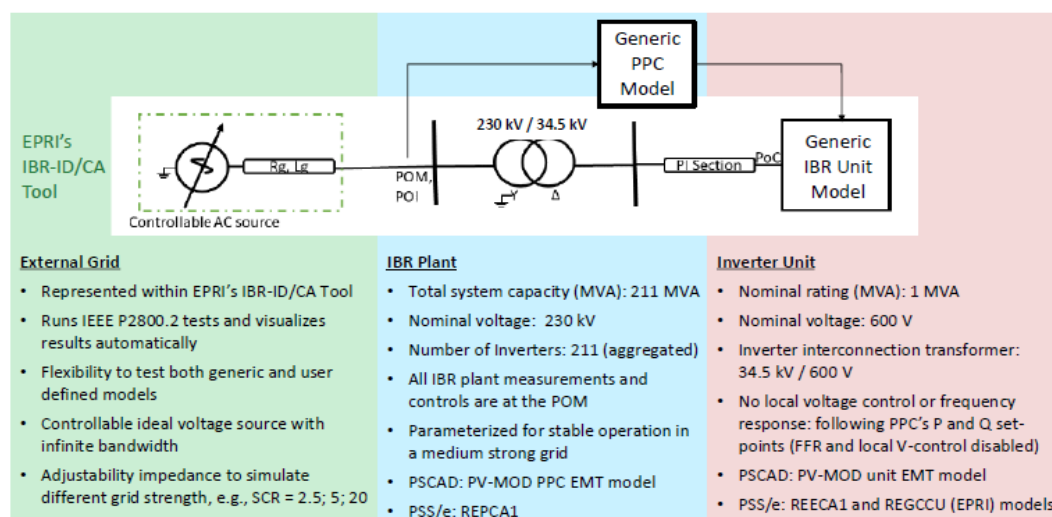 Generic
PPC
Model
EPRI's
IBR-ID/CA
Tool
230 kV / 34.5 kV
Rg, Lg
POM,
POI
Y
Δ
Pi Section
PoC
Generic
IBR Unit
Model
Controllable AC source
External Grid
• Represented within EPRI's IBR-ID/CA Tool
• Runs IEEE P2800.2 tests and visualizes
results automatically
• Flexibility to test both generic and user
defined models
• Controllable ideal voltage source with
infinite bandwidth
• Adjustability impedance to simulate
different grid strength, e.g., SCR = 2.5; 5; 20
IBR Plant
• Total system capacity (MVA): 211 MVA
• Nominal voltage: 230 kV
• Number of Inverters: 211 (aggregated)
• All IBR plant measurements and
controls are at the POM
• Parameterized for stable operation in
a medium strong grid
• PSCAD: PV-MOD PPC EMT model
• PSS/e: REPCA1
Inverter Unit
• Nominal rating (MVA): 1 MVA
• Nominal voltage: 600 V
• Inverter interconnection transformer:
34.5 kV / 600 V
• No local voltage control or frequency
response: following PPC's P and Q set-
points (FFR and local V-control disabled)
• PSCAD: PV-MOD unit EMT model
• PSS/e: REECA1 and REGCCU (EPRI) models